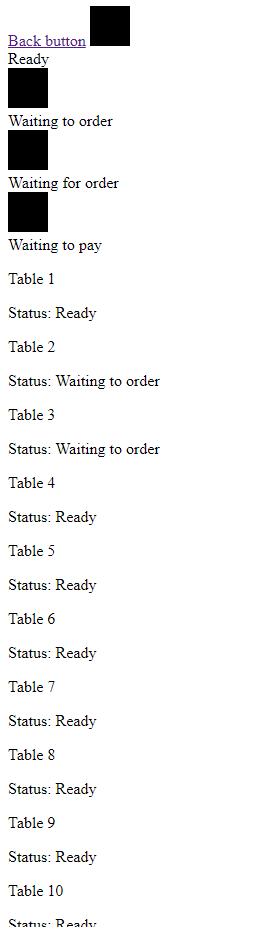 Back button
Ready
Waiting to order
Waiting for order
Waiting to pay
Table 1
Status: Ready
Table 2
Status: Waiting to order
Table 3
Status: Waiting to order
Table 4
Status: Ready
Table 5
Status: Ready
Table 6
Status: Ready
Table 7
Status: Ready
Table 8
Status: Ready
Table 9
Status: Ready
Table 10
Status: Ready